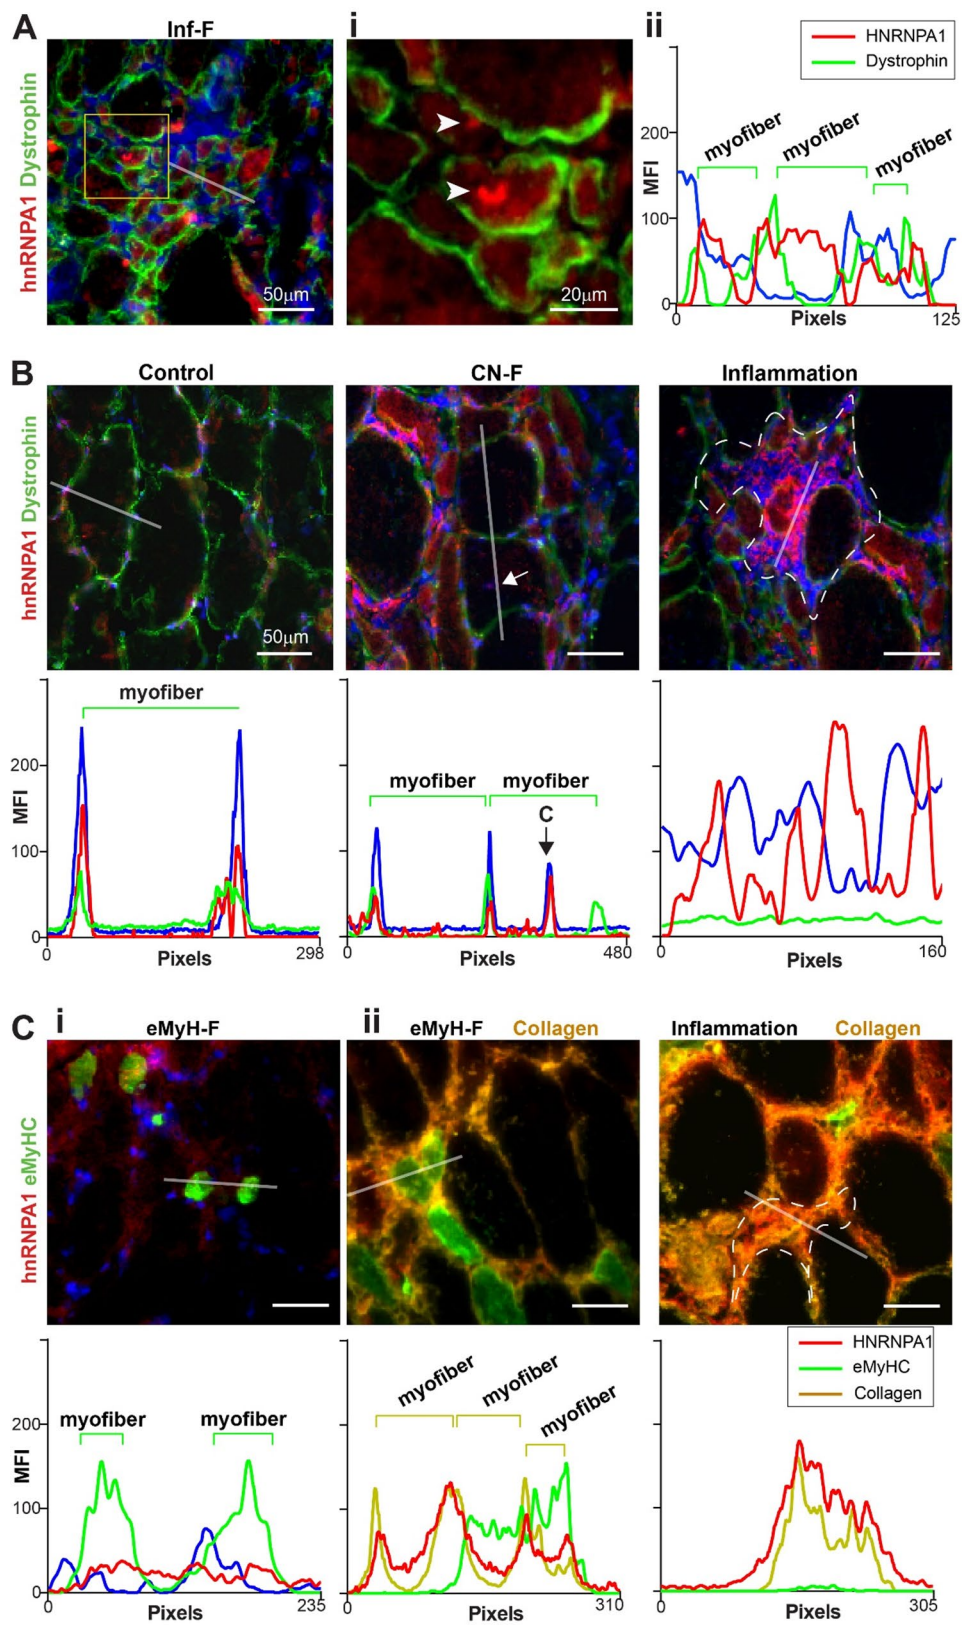 A
Inf-F
i
ii
hnRNPA1 Dystrophin
50µm
20µm
HNRNPA1
Dystrophin
200
100
0
MFI
myofiber
myofiber
myofiber
0
Pixels
125
B
Control
CN-F
Inflammation
hnRNPA1 Dystrophin
50µm
myofiber
200
100
0
MFI
0
Pixels
298
myofiber
myofiber
C
0
Pixels
480
0
Pixels
160
C
i
eMyH-F
ii
eMyH-F
Collagen
Inflammation
Collagen
hnRNPA1 eMyHC
myofiber
myofiber
200
100
0
MFI
0
Pixels
235
myofiber
myofiber
myofiber
0
Pixels
310
HNRNPA1
eMyHC
Collagen
0
Pixels
305